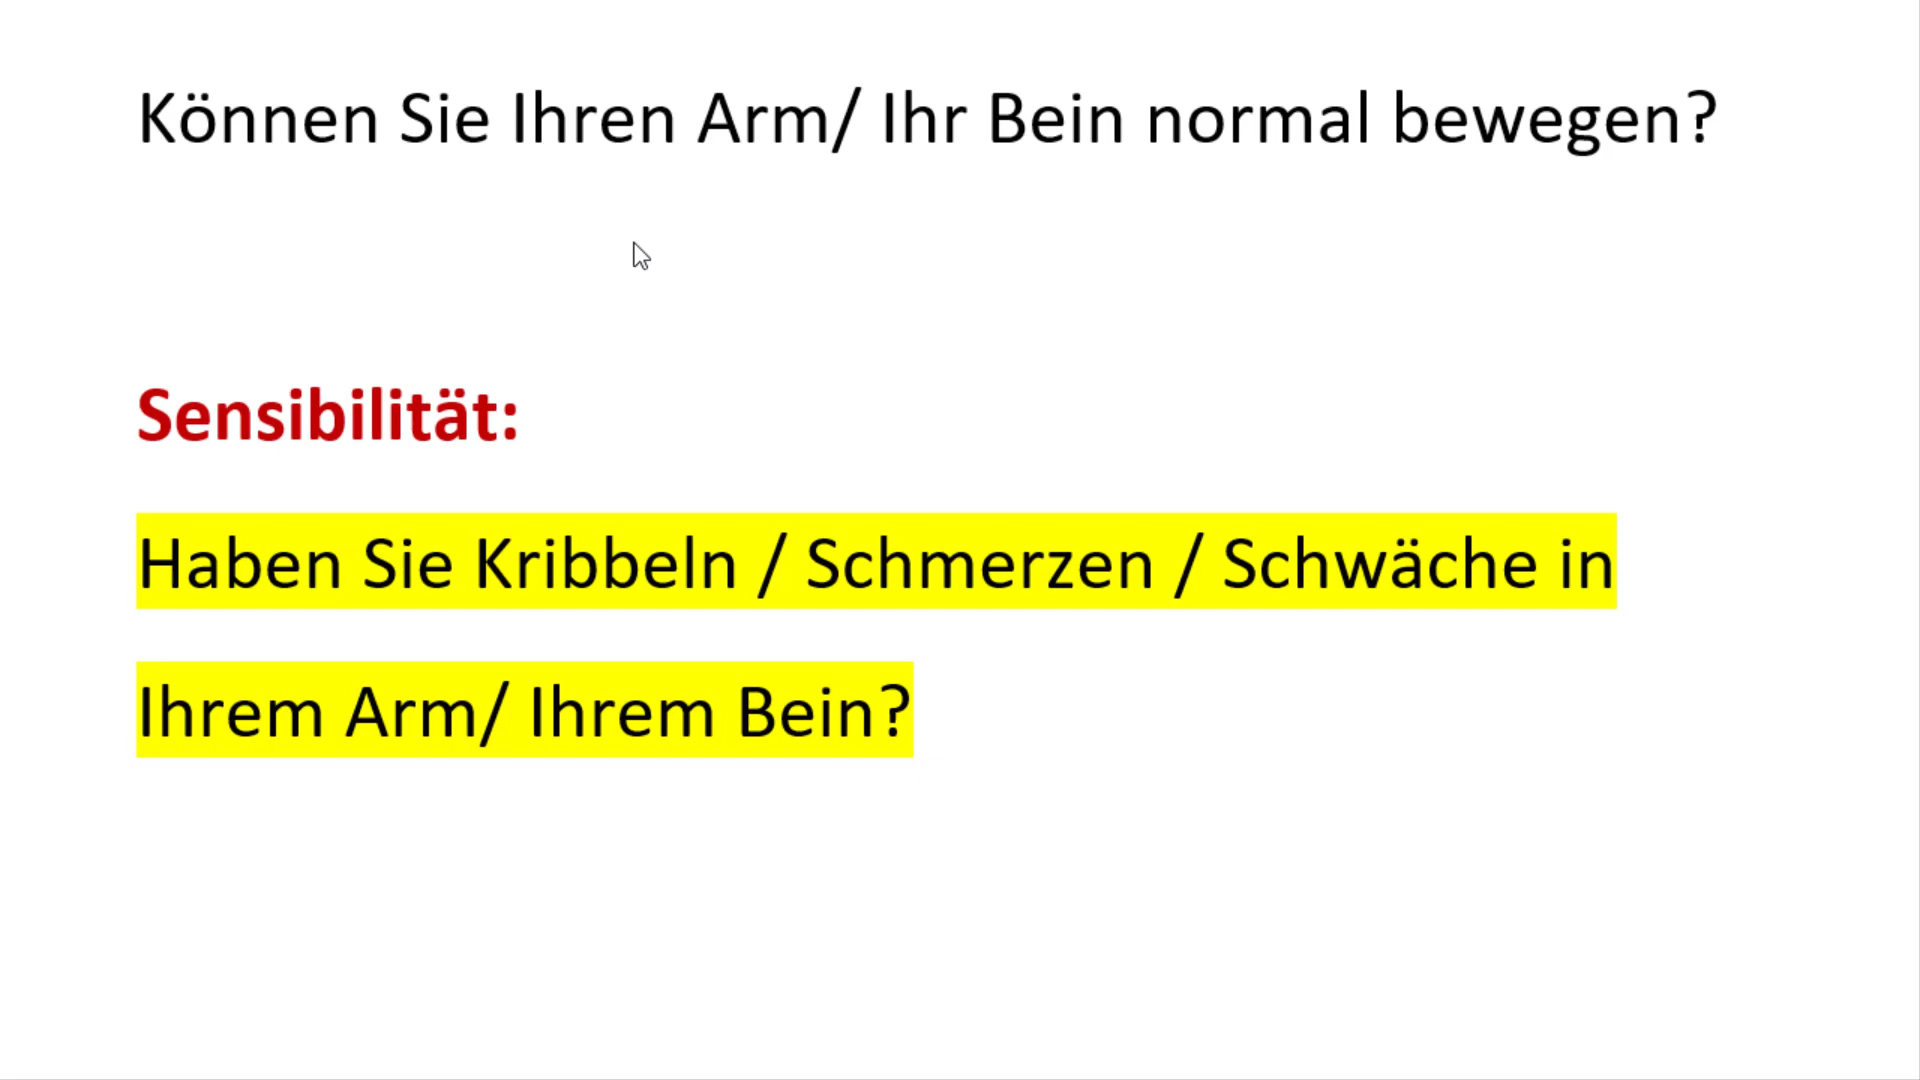 Können Sie Ihren Arm/ Ihr Bein normal bewegen?
Sensibilität:
Haben Sie Kribbeln / Schmerzen / Schwäche in
Ihrem Arm/ Ihrem Bein?